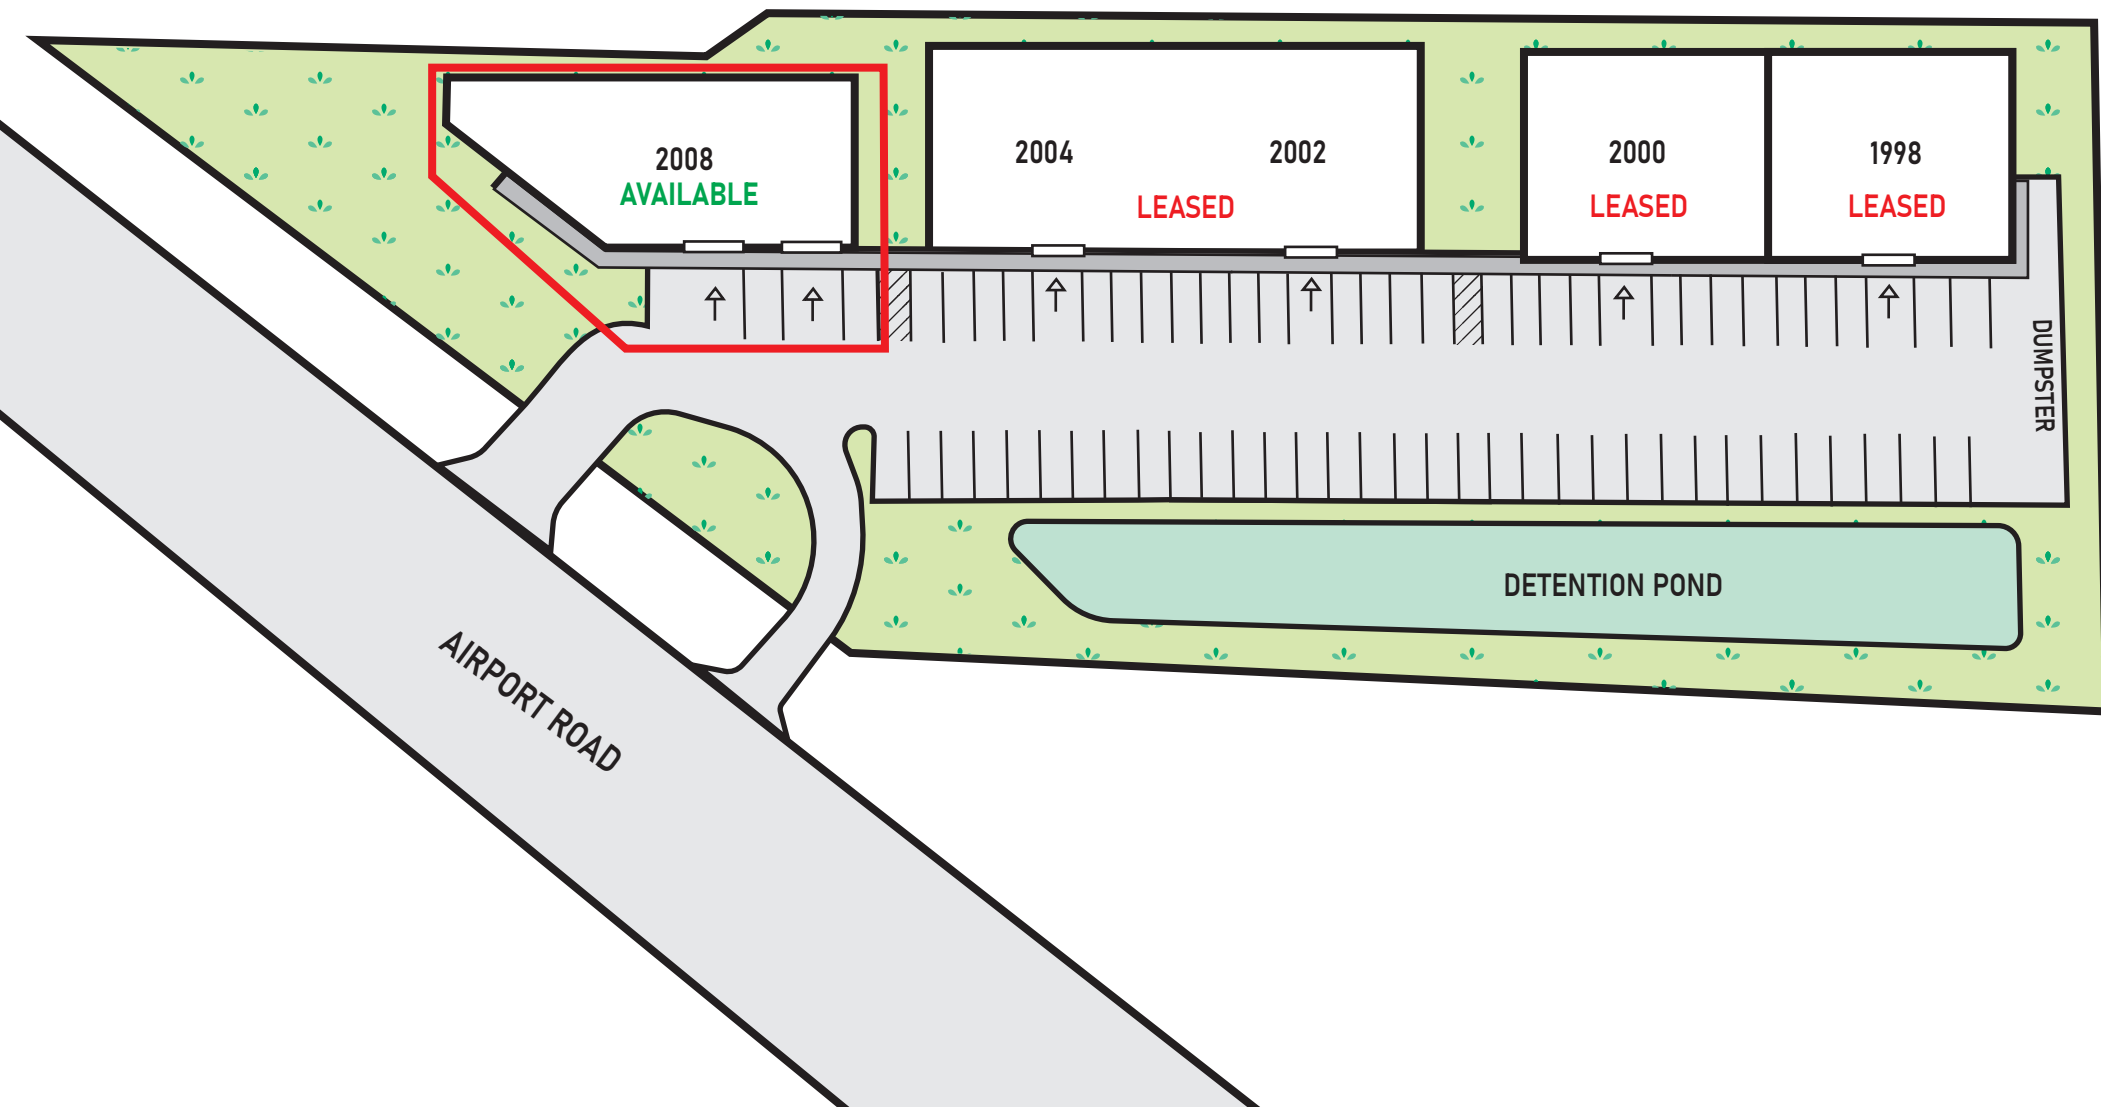 2008
AVAILABLE
2004
2002
LEASED
2000
LEASED
1998
LEASED
DUMPSTER
DETENTION POND
AIRPORT ROAD